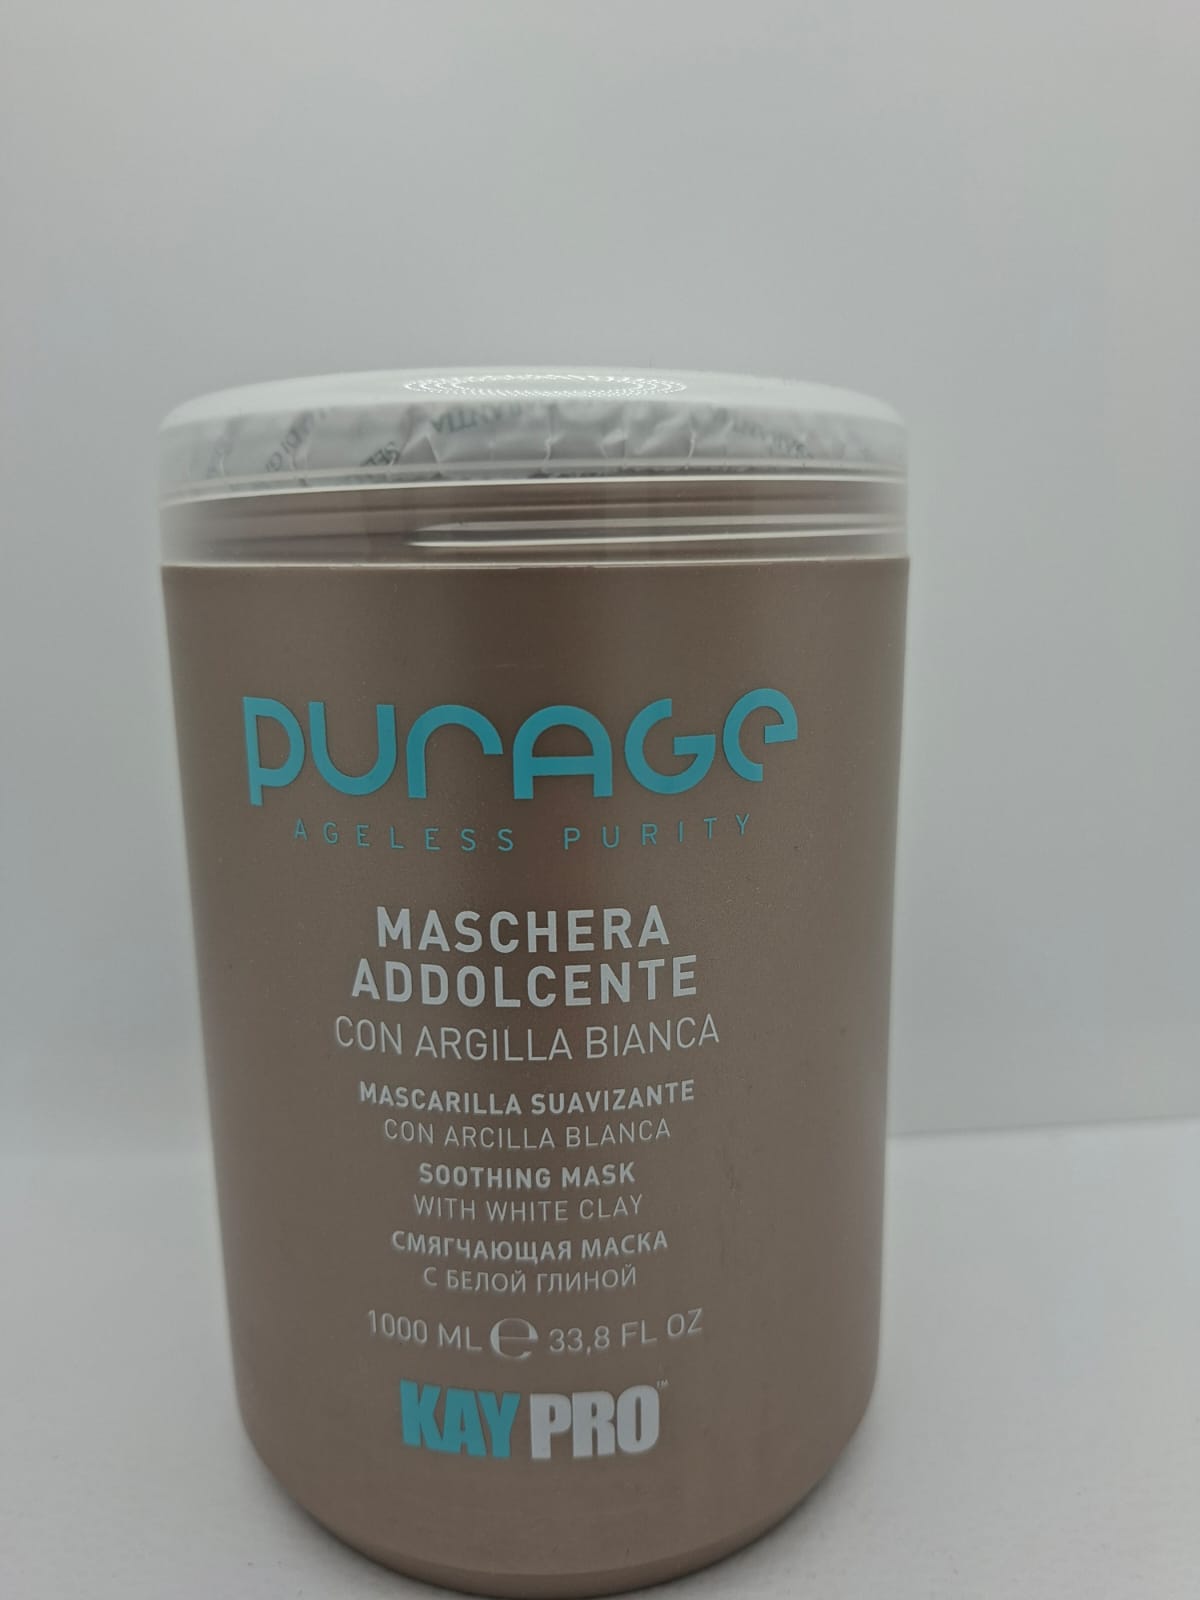 purAGe
AGELESS PURITY
MASCHERA
ADDOLCENTE
CON ARGILLA BIANCA
MASCARILLA SUAVIZANTE
CON ARCILLA BLANCA
SOOTHING MASK
WITH WHITE CLAY
СМЯГЧАЮЩАЯ МАСКА
С БЕЛОЙ ГЛИНОЙ
1000 ML ℮ 33,8 FL OZ
KAYPRO™